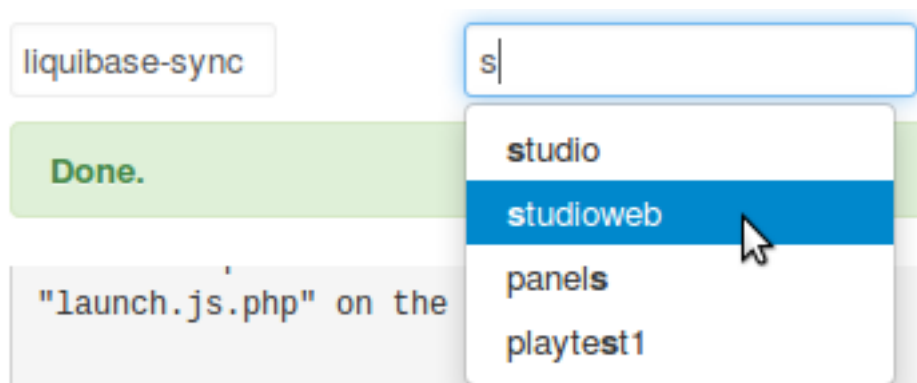 liquibase-sync
s
Done.
studio
studioweb
panels
playtest1
"launch.js.php" on the